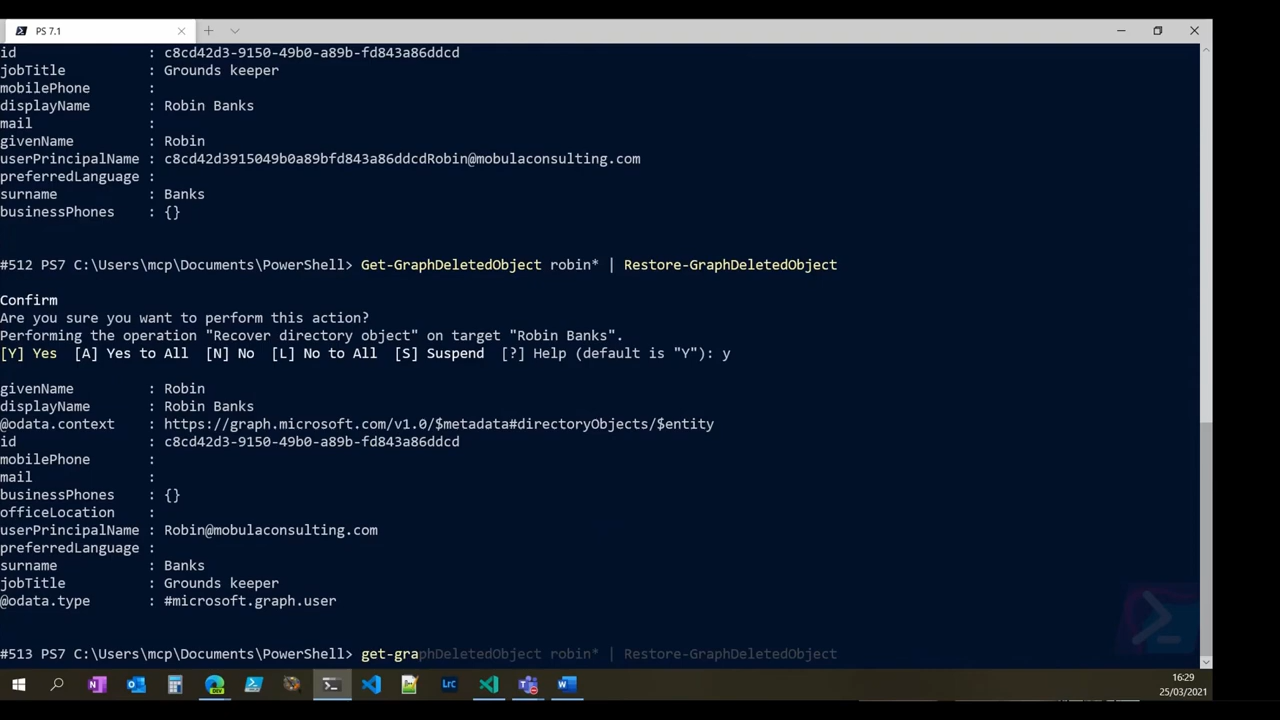 PS 7.1
id : c8cd42d3-9150-49b0-a89b-fd843a86ddcd
jobTitle : Grounds keeper
mobilePhone :
displayName : Robin Banks
mail :
givenName : Robin
userPrincipalName : c8cd42d3915049b0a89bfd843a86ddcdRobin@mobulaconsulting.com
preferredLanguage :
surname : Banks
businessPhones : {}
#512 PS7 C:\Users\mcp\Documents\PowerShell> Get-GraphDeletedObject robin* | Restore-GraphDeletedObject
Confirm
Are you sure you want to perform this action?
Performing the operation "Recover directory object" on target "Robin Banks".
[Y] Yes [A] Yes to All [N] No [L] No to All [S] Suspend [?] Help (default is "Y"): y
givenName : Robin
displayName : Robin Banks
@odata.context : https://graph.microsoft.com/v1.0/$metadata#directoryObjects/$entity
id : c8cd42d3-9150-49b0-a89b-fd843a86ddcd
mobilePhone :
mail :
businessPhones : {}
officeLocation :
userPrincipalName : Robin@mobulaconsulting.com
preferredLanguage :
surname : Banks
jobTitle : Grounds keeper
@odata.type : #microsoft.graph.user
#513 PS7 C:\Users\mcp\Documents\PowerShell> get-graphDeletedObject robin* | Restore-GraphDeletedObject
DEV
LrC
16:29
25/03/2021